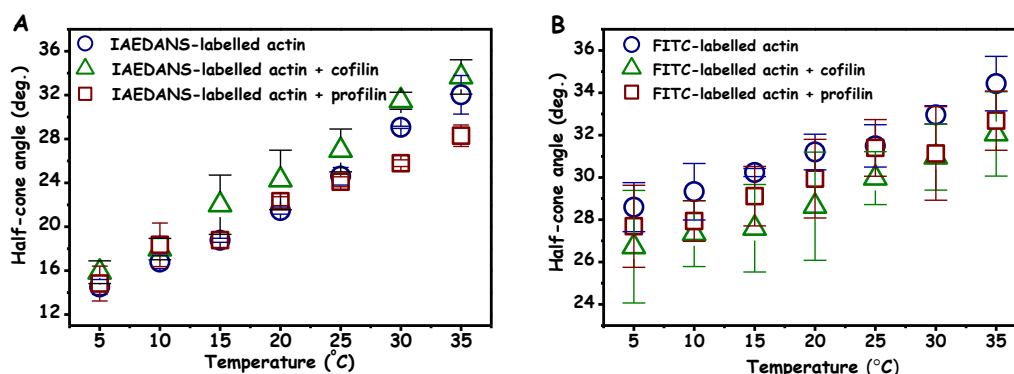 A
IAEDANS-labelled actin
IAEDANS-labelled actin + cofilin
IAEDANS-labelled actin + profilin
Half-cone angle (deg.)
36
32
28
24
20
16
12
5 10 15 20 25 30 35
Temperature (°C)
B
FITC-labelled actin
FITC-labelled actin + cofilin
FITC-labelled actin + profilin
Half-cone angle (deg.)
36
34
32
30
28
26
24
5 10 15 20 25 30 35
Temperature (°C)